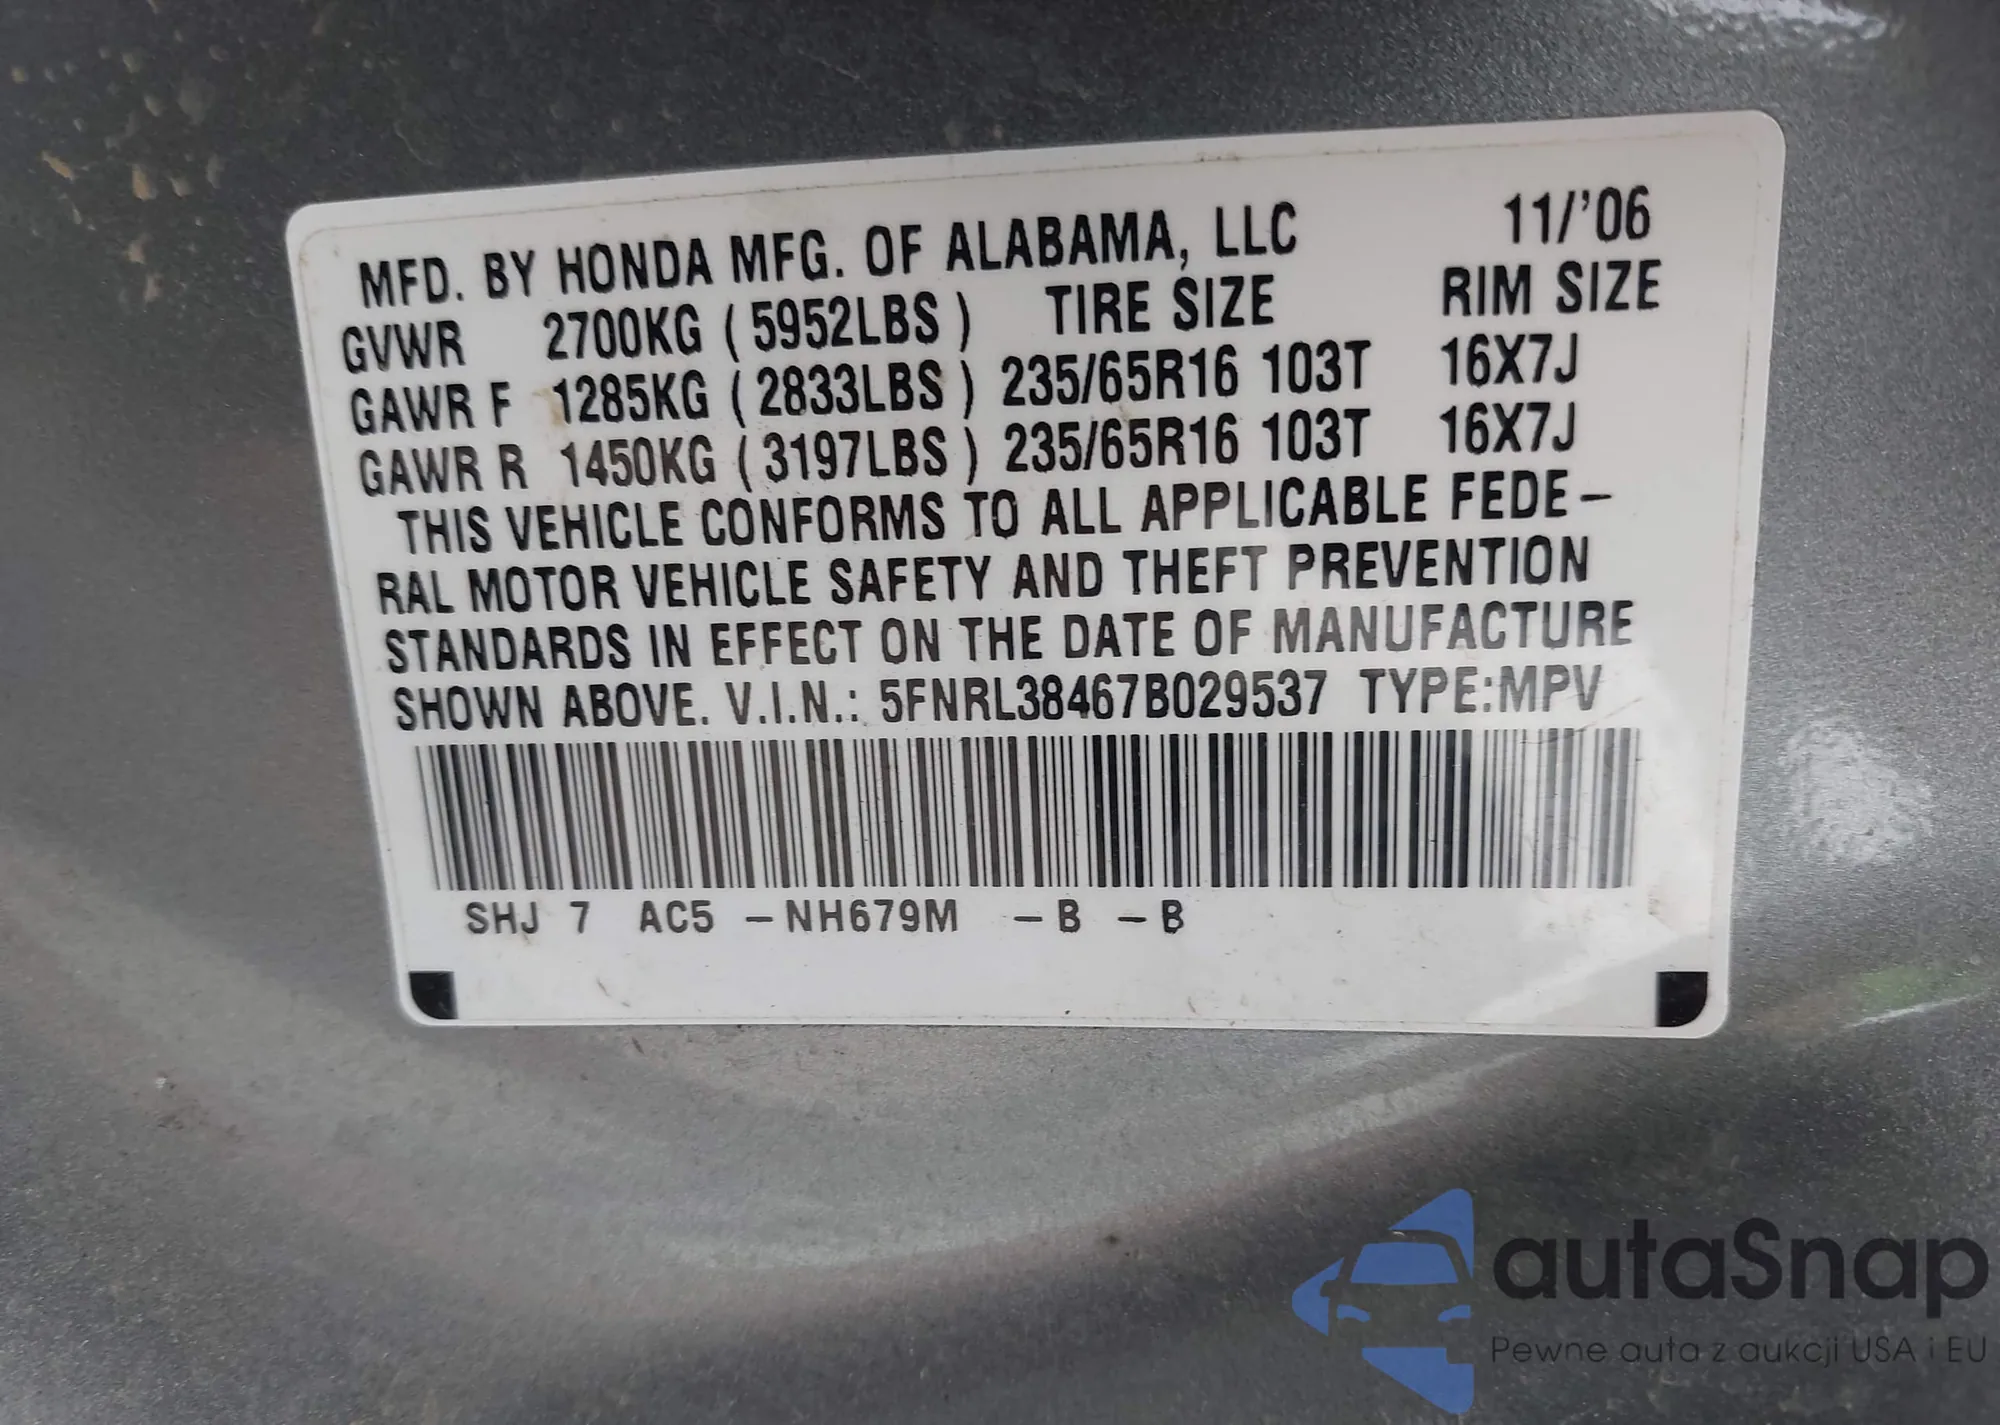 MFD. BY HONDA MFG. OF ALABAMA, LLC 11/'06
GVWR 2700KG ( 5952LBS ) TIRE SIZE RIM SIZE
GAWR F 1285KG ( 2833LBS ) 235/65R16 103T 16X7J
GAWR R 1450KG ( 3197LBS ) 235/65R16 103T 16X7J
THIS VEHICLE CONFORMS TO ALL APPLICABLE FEDE–
RAL MOTOR VEHICLE SAFETY AND THEFT PREVENTION
STANDARDS IN EFFECT ON THE DATE OF MANUFACTURE
SHOWN ABOVE. V.I.N.: 5FNRL38467B029537 TYPE:MPV
SHJ 7 AC5 –NH679M –B –B
autaSnap
Pewne auta z aukcji USA i EU